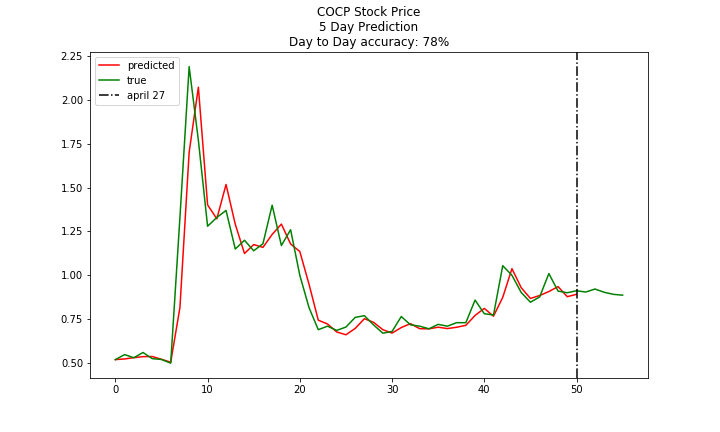 COCP Stock Price
5 Day Prediction
Day to Day accuracy: 78%
predicted
true
april 27
2.25
2.00
1.75
1.50
1.25
1.00
0.75
0.50
0 10 20 30 40 50